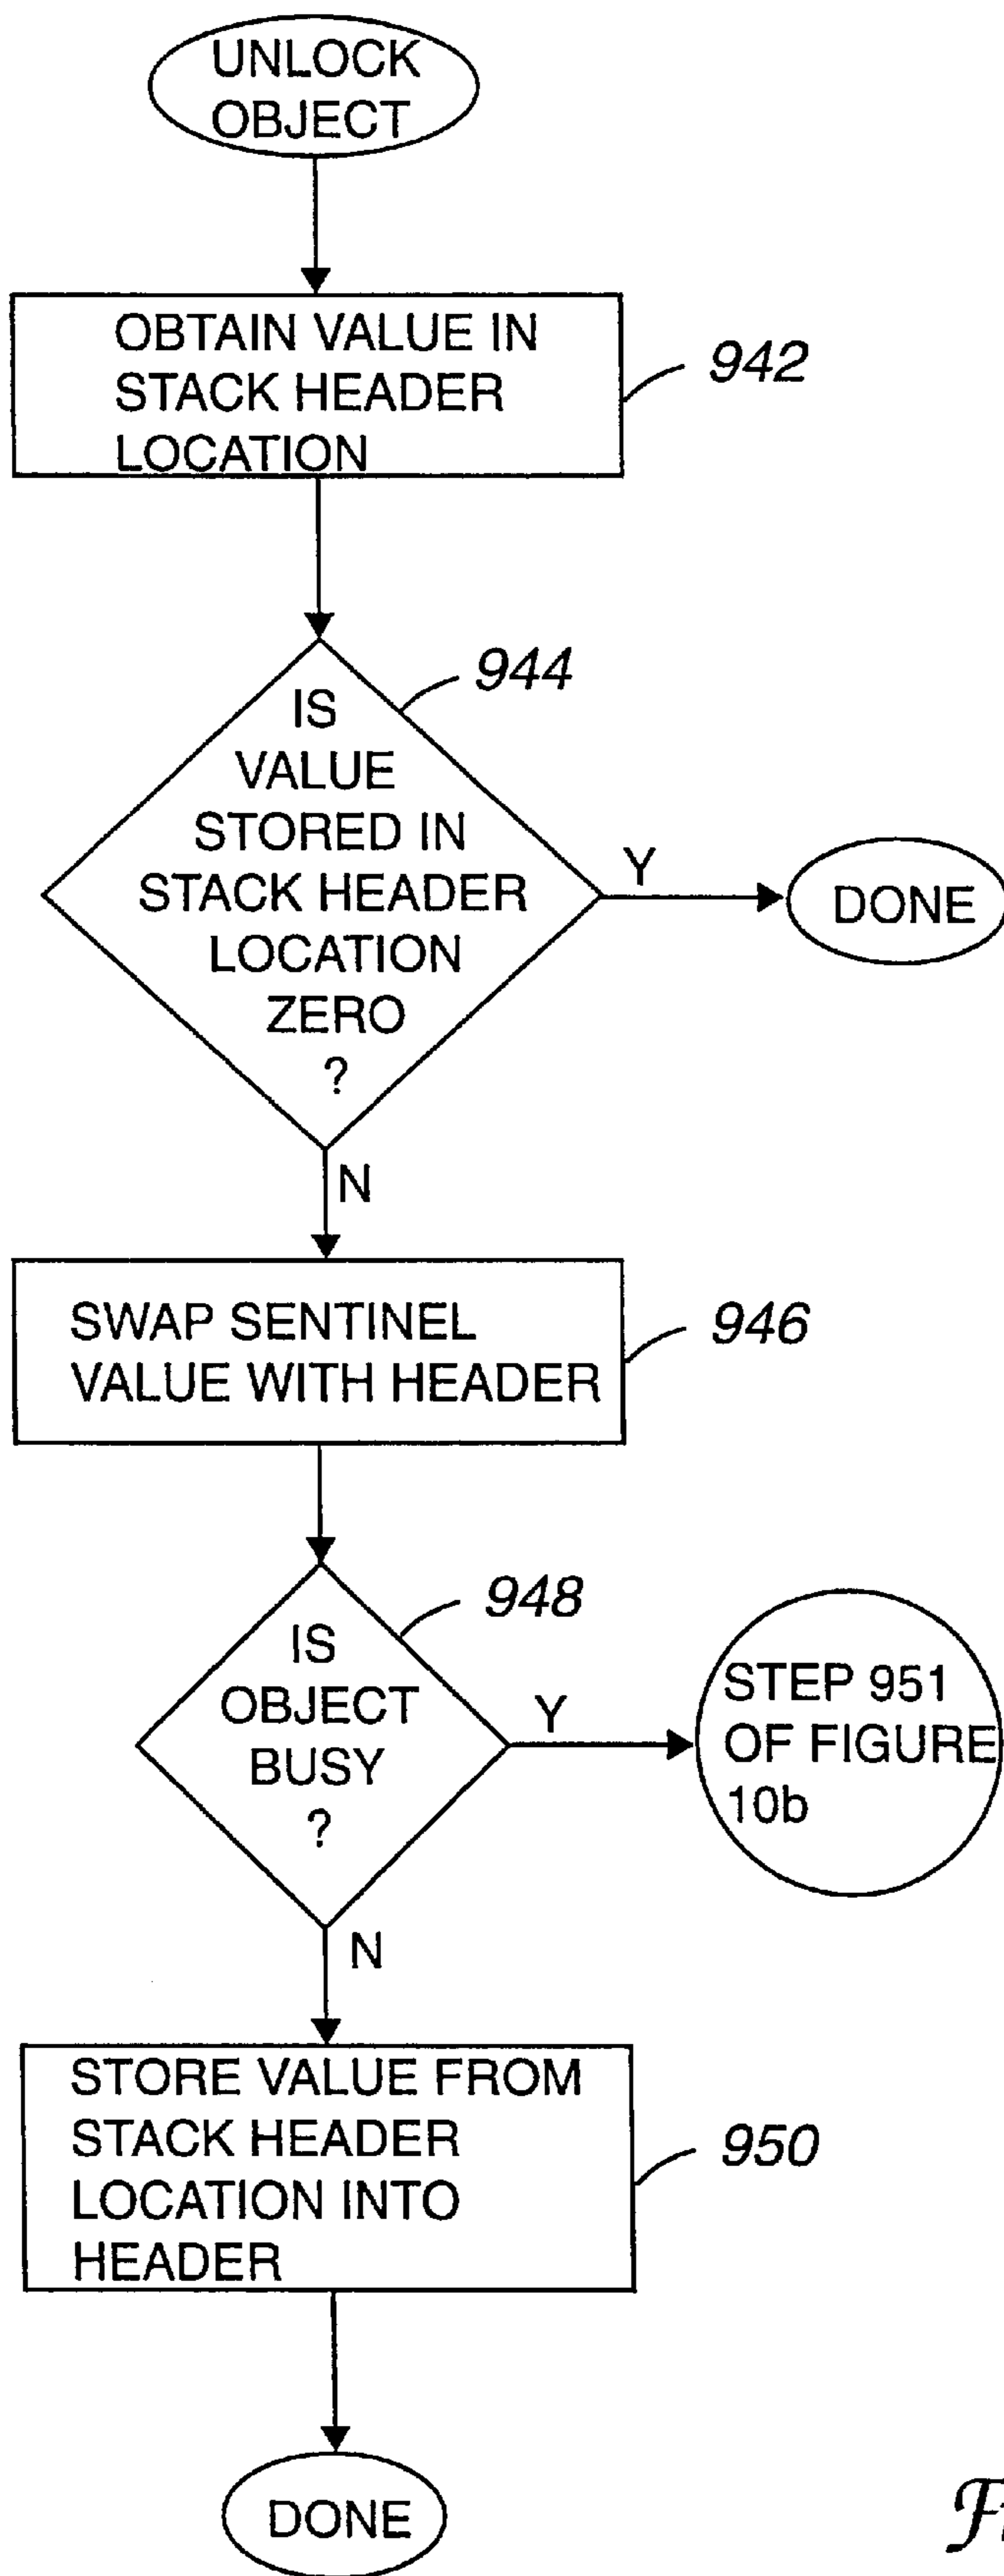 UNLOCK
OBJECT
OBTAIN VALUE IN
STACK HEADER
LOCATION
942
944
IS
VALUE
STORED IN
STACK HEADER
LOCATION
ZERO
?
Y
DONE
N
SWAP SENTINEL
VALUE WITH HEADER
946
948
IS
OBJECT
BUSY
?
Y
STEP 951
OF FIGURE
10b
N
STORE VALUE FROM
STACK HEADER
LOCATION INTO
HEADER
950
DONE